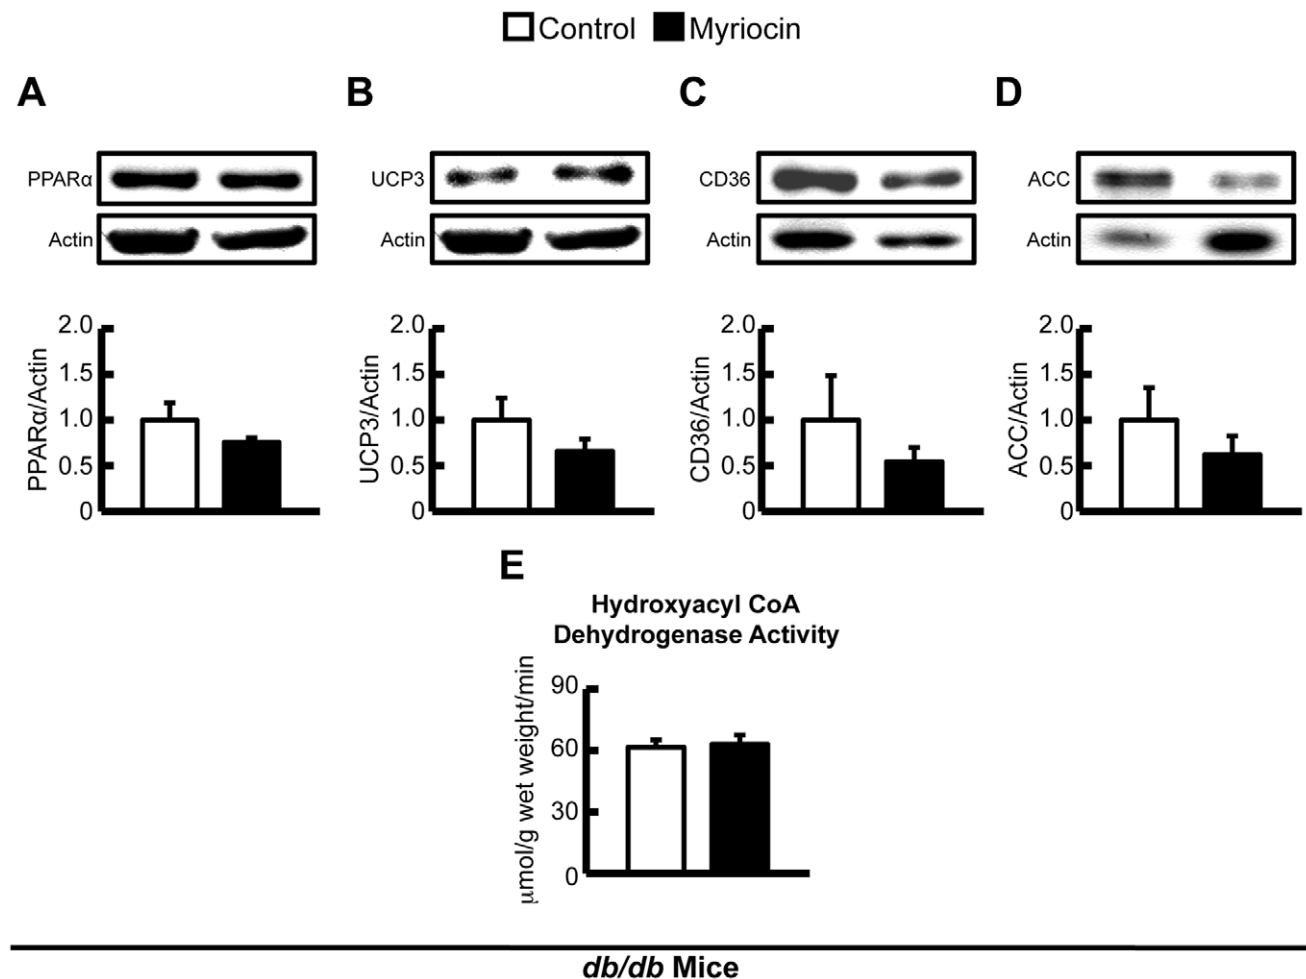 Control Myriocin
A B C D
PPARα UCP3 CD36 ACC
Actin Actin Actin Actin
2.0 2.0 2.0 2.0
1.5 1.5 1.5 1.5
1.0 1.0 1.0 1.0
0.5 0.5 0.5 0.5
0 0 0 0
PPARα/Actin
UCP3/Actin
CD36/Actin
ACC/Actin
E
Hydroxyacyl CoA
Dehydrogenase Activity
90
60
30
0
μmol/g wet weight/min
db/db Mice